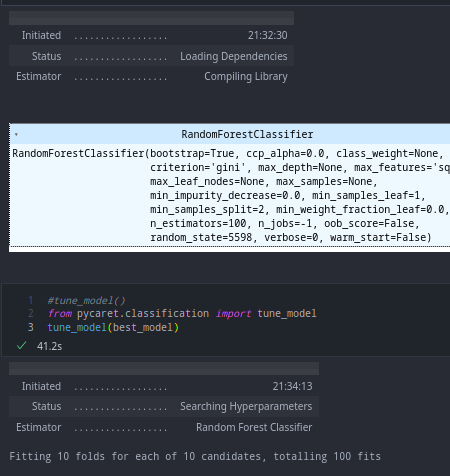 Initiated .................. 21:32:30
Status .................. Loading Dependencies
Estimator .................. Compiling Library
RandomForestClassifier
RandomForestClassifier(bootstrap=True, ccp_alpha=0.0, class_weight=None,
criterion='gini', max_depth=None, max_features='sq
max_leaf_nodes=None, max_samples=None,
min_impurity_decrease=0.0, min_samples_leaf=1,
min_samples_split=2, min_weight_fraction_leaf=0.0,
n_estimators=100, n_jobs=-1, oob_score=False,
random_state=5598, verbose=0, warm_start=False)
1 #tune_model()
2 from pycaret.classification import tune_model
3 tune_model(best_model)
✓ 41.2s
Initiated .................. 21:34:13
Status .................. Searching Hyperparameters
Estimator .................. Random Forest Classifier
Fitting 10 folds for each of 10 candidates, totalling 100 fits